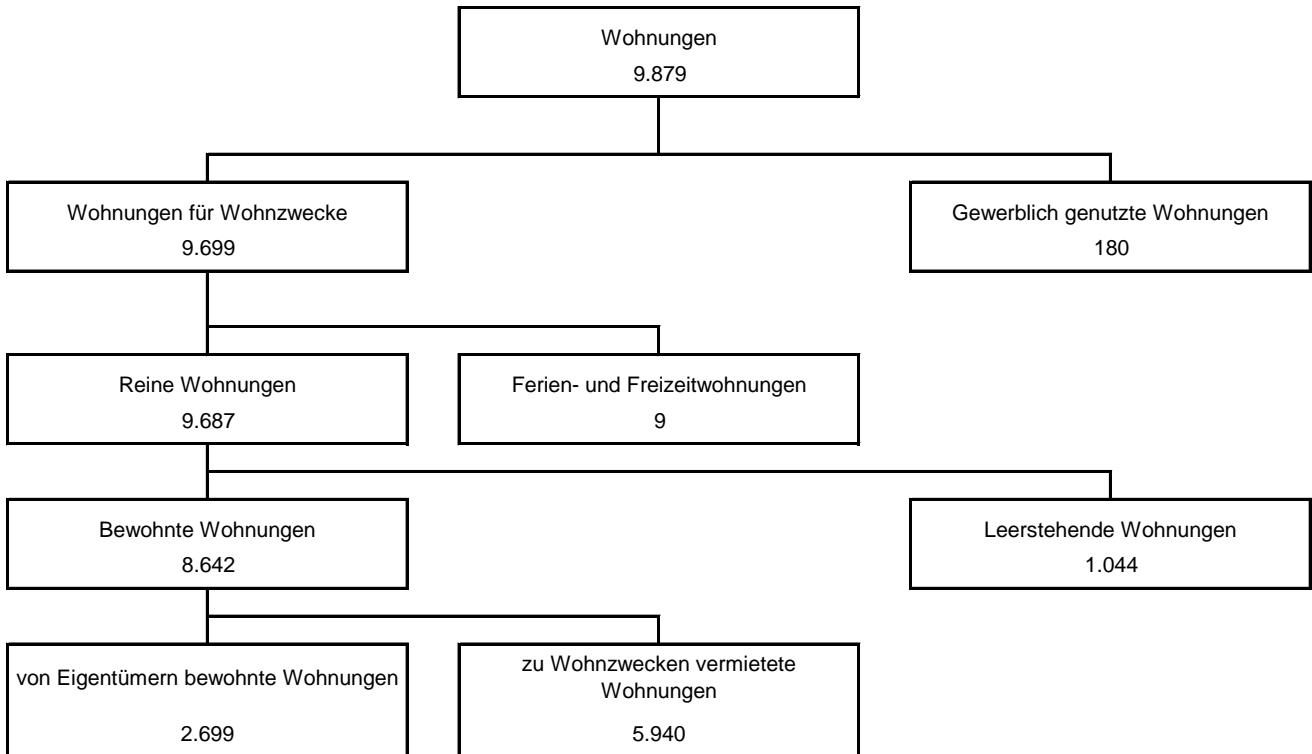 Wohnungen
9.879
Wohnungen für Wohnzwecke
9.699
Gewerblich genutzte Wohnungen
180
Reine Wohnungen
9.687
Ferien- und Freizeitwohnungen
9
Bewohnte Wohnungen
8.642
Leerstehende Wohnungen
1.044
von Eigentümern bewohnte Wohnungen
2.699
zu Wohnzwecken vermietete
Wohnungen
5.940